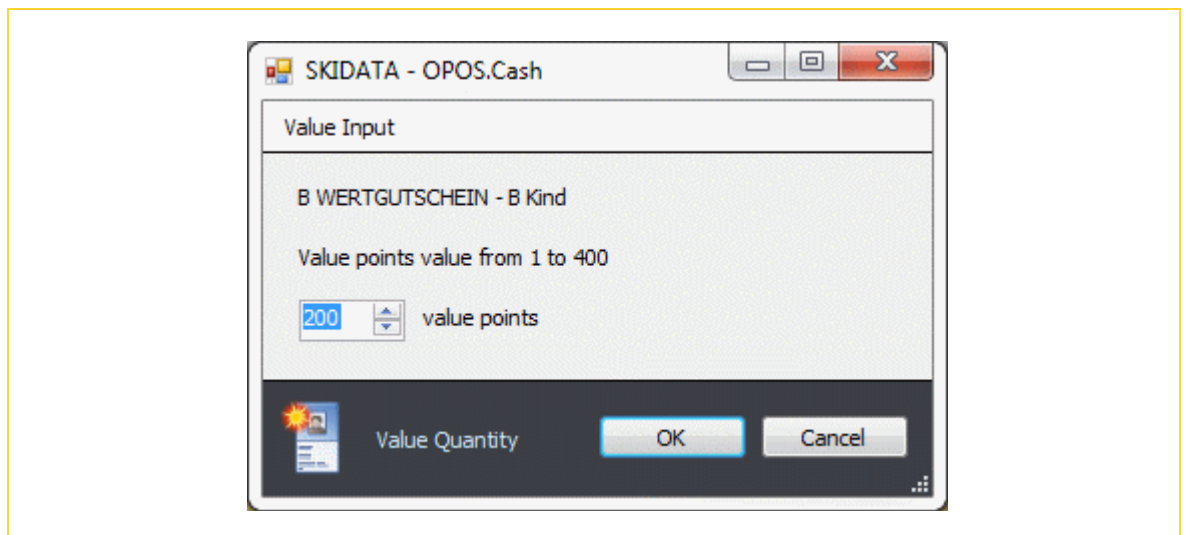 SKIDATA - OPOS.Cash
Value Input
B WERTGUTSCHEIN - B Kind
Value points value from 1 to 400
200 value points
Value Quantity OK Cancel